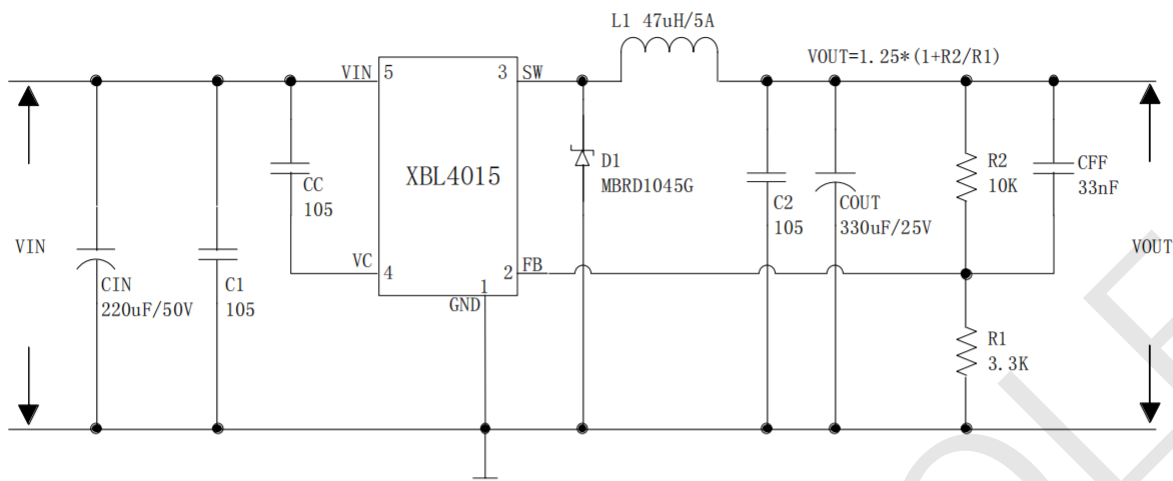 L1 47uH/5A
VOUT=1.25*(1+R2/R1)
VIN
5
3
SW
XBL4015
CC
105
D1
MBRD1045G
C2
105
COUT
330uF/25V
R2
10K
CFF
33nF
VIN
CIN
220uF/50V
C1
105
VC
4
2
FB
1
GND
VOUT
R1
3.3K